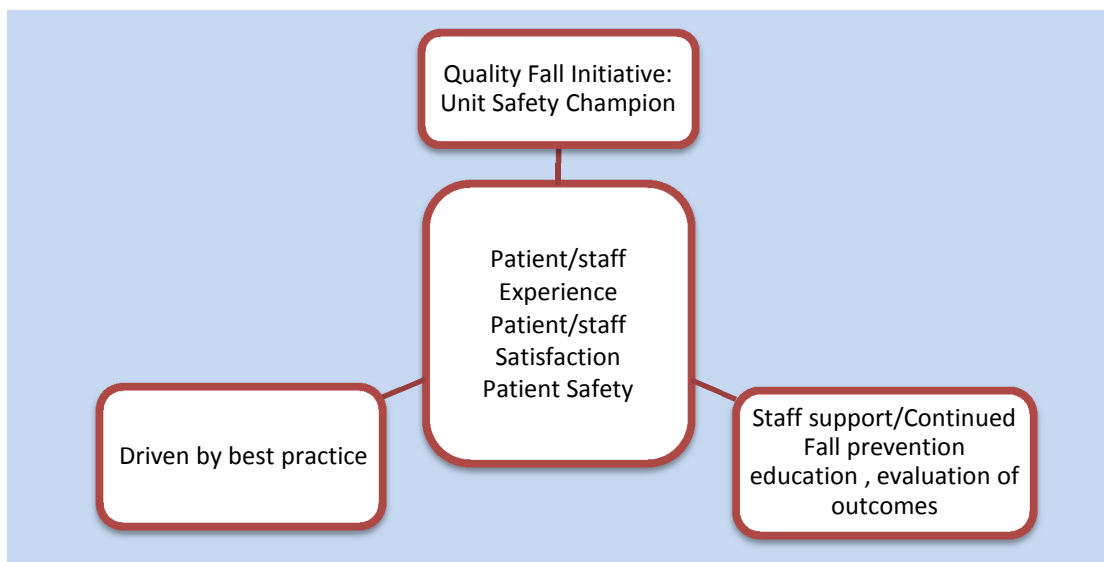 Quality Fall Initiative:
Unit Safety Champion
Patient/staff
Experience
Patient/staff
Satisfaction
Patient Safety
Driven by best practice
Staff support/Continued
Fall prevention
education , evaluation of
outcomes